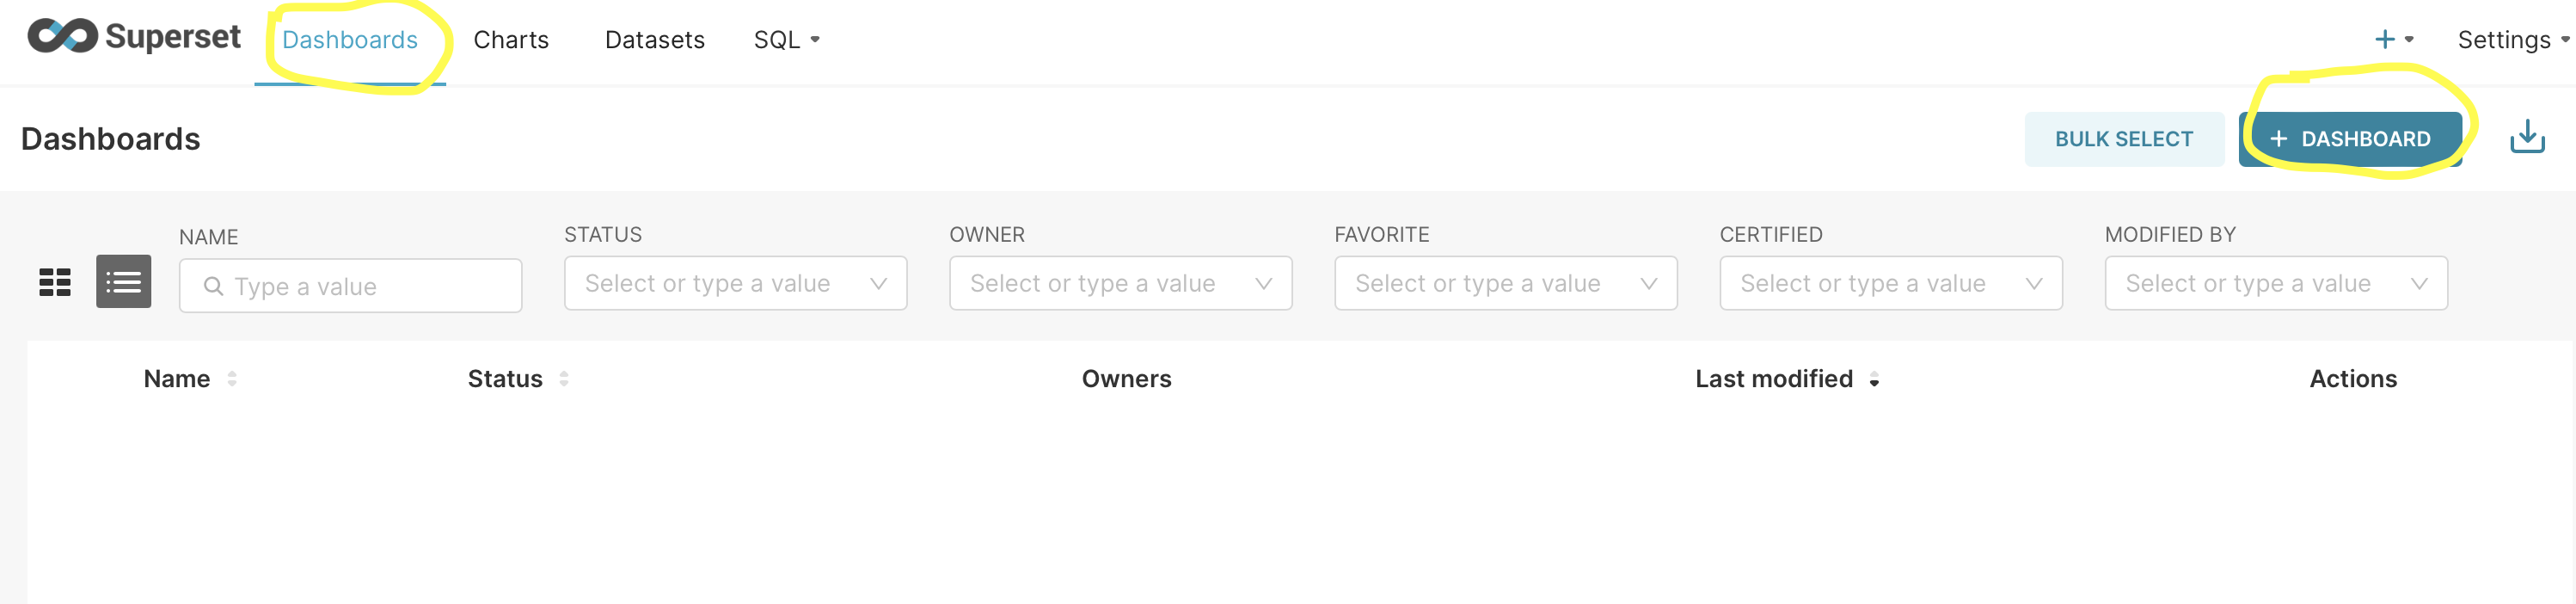 Superset Dashboards Charts Datasets SQL + Settings
Dashboards BULK SELECT + DASHBOARD
NAME STATUS OWNER FAVORITE CERTIFIED MODIFIED BY
Type a value Select or type a value Select or type a value Select or type a value Select or type a value Select or type a value
Name Status Owners Last modified Actions